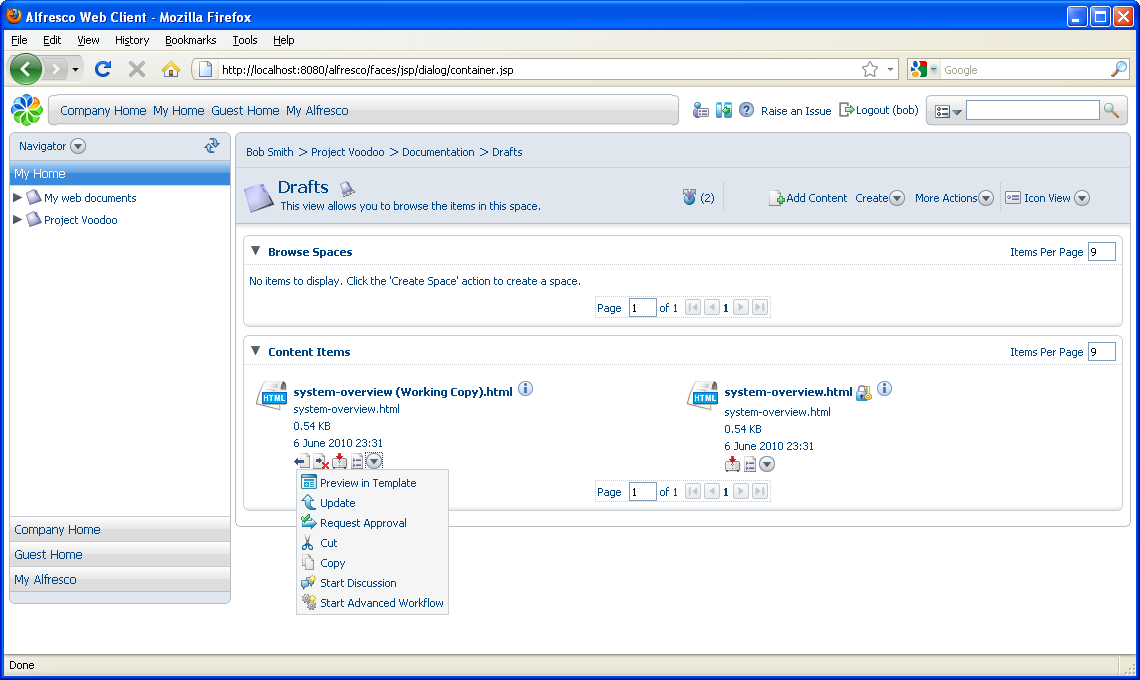 Alfresco Web Client - Mozilla Firefox
File Edit View History Bookmarks Tools Help
http://localhost:8080/alfresco/faces/jsp/dialog/container.jsp
Google
Company Home My Home Guest Home My Alfresco
Raise an Issue
Logout (bob)
Navigator
My Home
My web documents
Project Voodoo
Company Home
Guest Home
My Alfresco
Bob Smith > Project Voodoo > Documentation > Drafts
Drafts
This view allows you to browse the items in this space.
(2)
Add Content Create More Actions Icon View
Browse Spaces
Items Per Page 9
No items to display. Click the 'Create Space' action to create a space.
Page 1 of 1 1
Content Items
Items Per Page 9
HTML
system-overview (Working Copy).html
system-overview.html
0.54 KB
6 June 2010 23:31
Preview in Template
Update
Request Approval
Cut
Copy
Start Discussion
Start Advanced Workflow
HTML
system-overview.html
system-overview.html
0.54 KB
6 June 2010 23:31
Page 1 of 1 1
Done